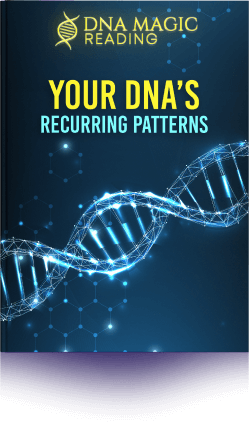 DNA MAGIC
READING
YOUR DNA'S
RECURRING PATTERNS